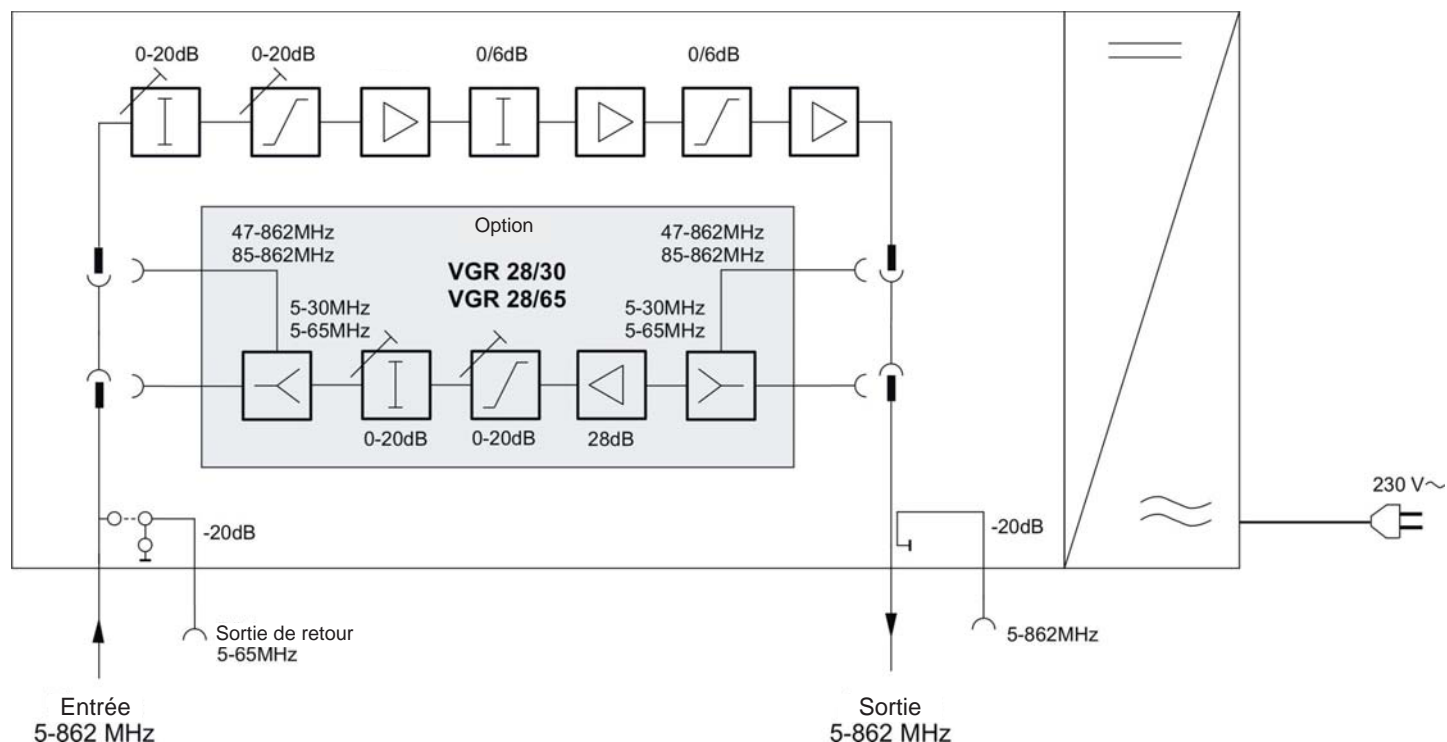 0-20dB
0-20dB
0/6dB
0/6dB
Option
47-862MHz
85-862MHz
47-862MHz
85-862MHz
VGR 28/30
VGR 28/65
5-30MHz
5-65MHz
5-30MHz
5-65MHz
0-20dB
0-20dB
28dB
230 V~
-20dB
-20dB
Sortie de retour
5-65MHz
5-862MHz
Entrée
5-862 MHz
Sortie
5-862 MHz